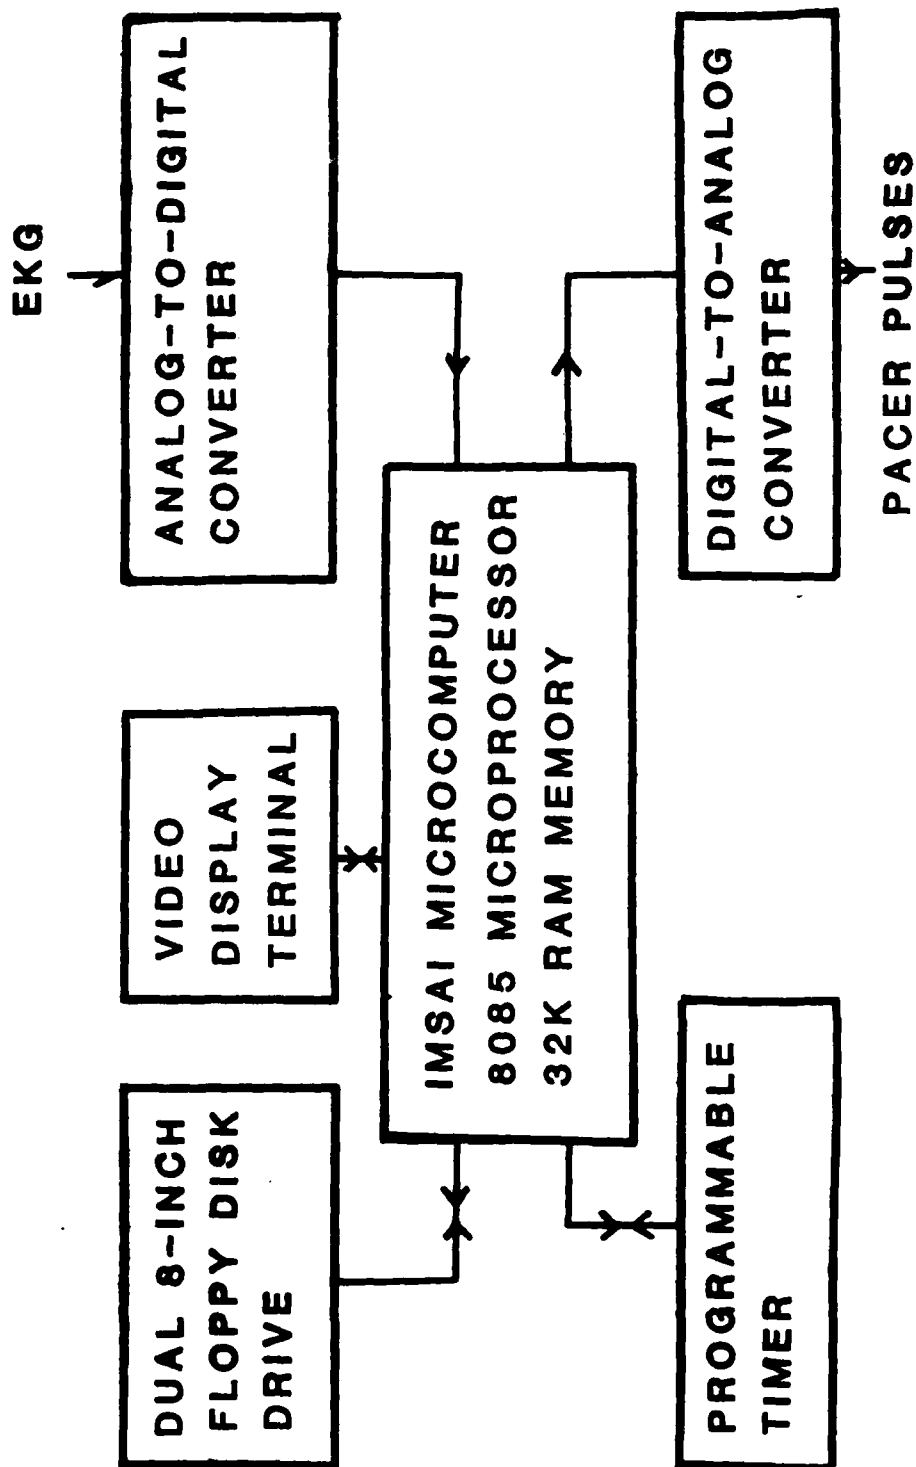 DUAL 8-INCH
FLOPPY DISK
DRIVE
VIDEO
DISPLAY
TERMINAL
EKG
ANALOG-TO-DIGITAL
CONVERTER
IMSAI MICROCOMPUTER
8085 MICROPROCESSOR
32K RAM MEMORY
PROGRAMMABLE
TIMER
DIGITAL-TO-ANALOG
CONVERTER
PACER PULSES